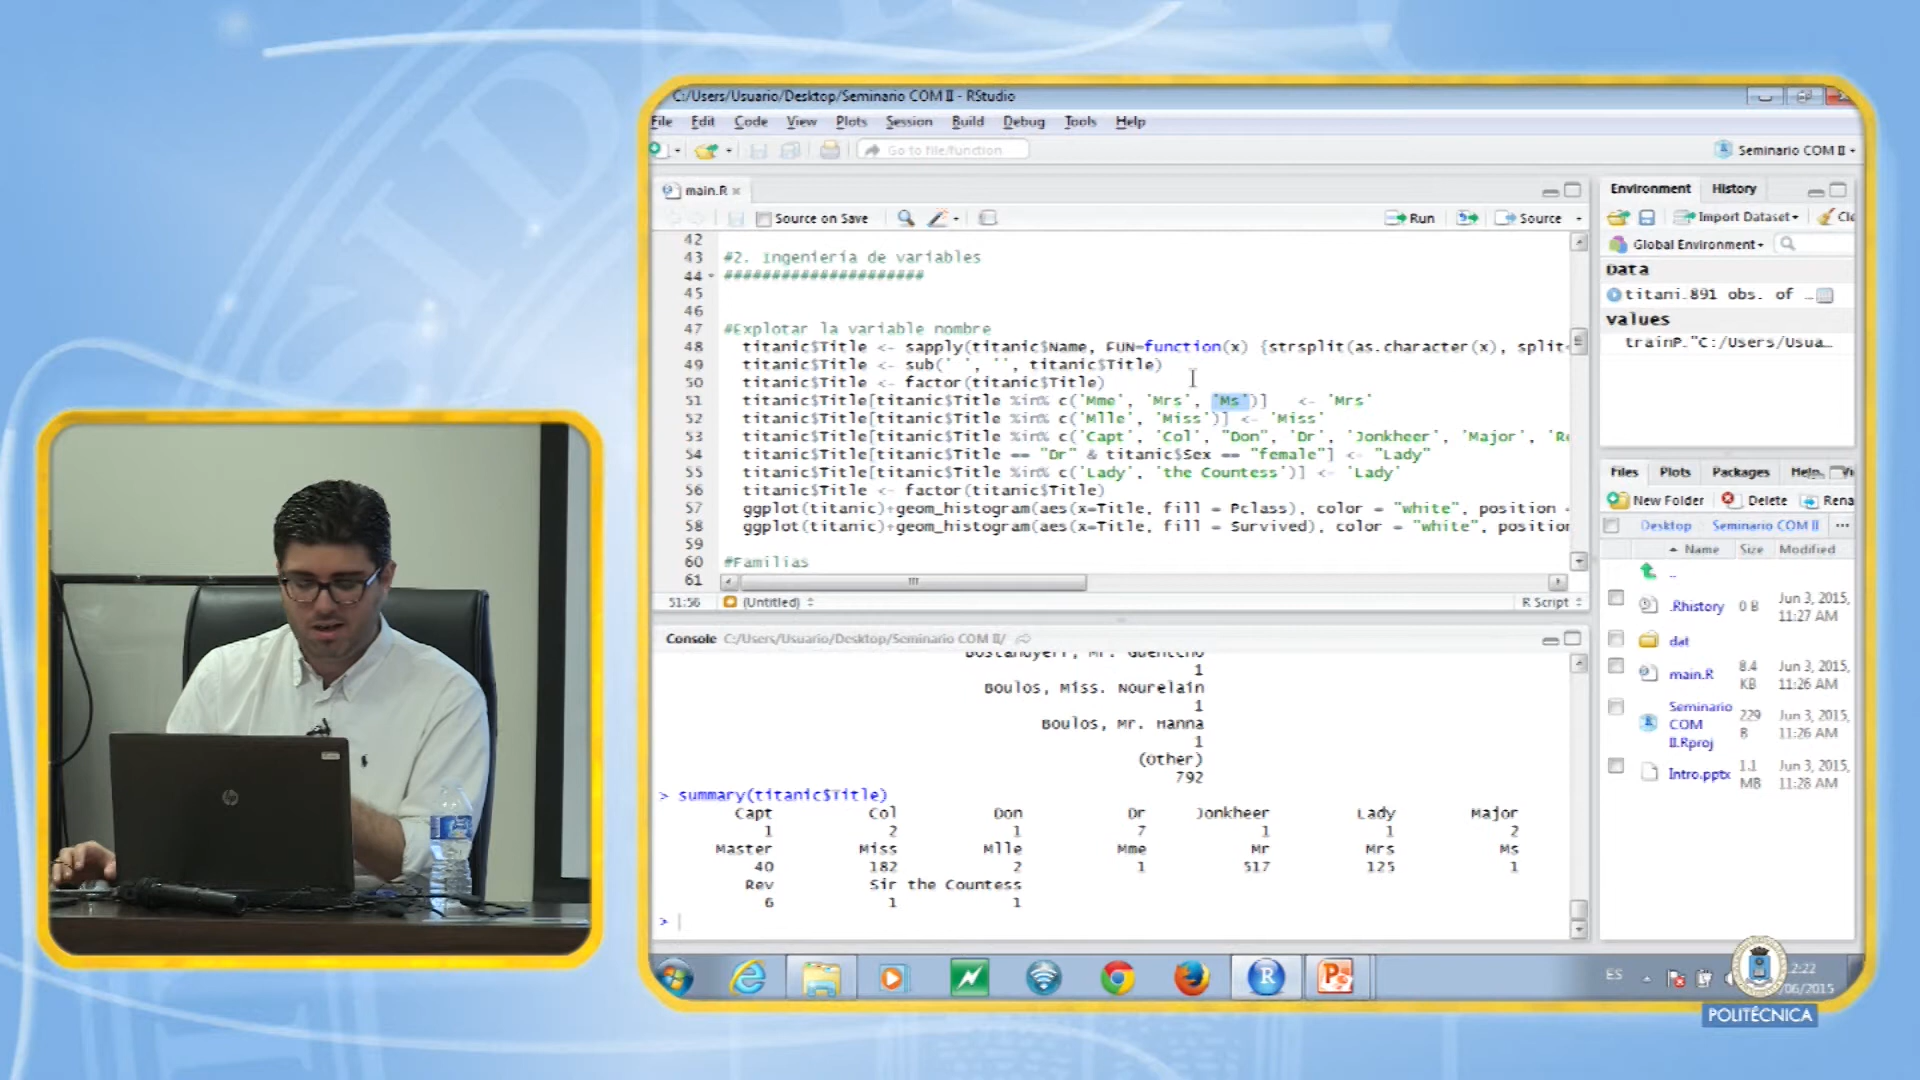 C:/Users/Usuario/Desktop/Seminario COM II - RStudio
File Edit Code View Plots Session Build Debug Tools Help
Go to file/function
Seminario COM II
main.R
Source on Save
Run
Source
42
43 #2. Ingeniería de variables
44 #####################
45
46
47 #Explotar la variable nombre
48 titanic$Title <- sapply(titanic$Name, FUN=function(x) {strsplit(as.character(x), split=
49 titanic$Title <- sub(' ', '', titanic$Title)
50 titanic$Title <- factor(titanic$Title)
51 titanic$Title[titanic$Title %in% c('Mme', 'Mrs', 'Ms')] <- 'Mrs'
52 titanic$Title[titanic$Title %in% c('Mlle', 'Miss')] <- 'Miss'
53 titanic$Title[titanic$Title %in% c('Capt', 'Col', "Don", 'Dr', 'Jonkheer', 'Major', 'Re
54 titanic$Title[titanic$Title == "Dr" & titanic$Sex == "female"] <- "Lady"
55 titanic$Title[titanic$Title %in% c('Lady', 'the Countess')] <- 'Lady'
56 titanic$Title <- factor(titanic$Title)
57 ggplot(titanic)+geom_histogram(aes(x=Title, fill = Pclass), color = "white", position =
58 ggplot(titanic)+geom_histogram(aes(x=Title, fill = Survived), color = "white", position
59
60 #Familias
61
51:56 (Untitled) R Script
Console C:/Users/Usuario/Desktop/Seminario COM II/
1
Boulos, Miss. Nourelain
1
Boulos, Mr. Hanna
1
(Other)
792
> summary(titanic$Title)
Capt Col Don Dr Jonkheer Lady Major
1 2 1 7 1 1 2
Master Miss Mlle Mme Mr Mrs Ms
40 182 2 1 517 125 1
Rev Sir the Countess
6 1 1
>
Environment History
Import Dataset
Global Environment
Data
titani. 891 obs. of …
Values
trainP. "C:/Users/Usua…
Files Plots Packages Help
New Folder Delete Rena
Desktop Seminario COM II
Name Size Modified
..
.Rhistory 0 B Jun 3, 2015, 11:27 AM
dat
main.R 8.4 KB Jun 3, 2015, 11:26 AM
Seminario COM II.Rproj 229 B Jun 3, 2015, 11:26 AM
Intro.pptx 1.1 MB Jun 3, 2015, 11:28 AM
ES
2:22
/06/2015
POLITÉCNICA
hp